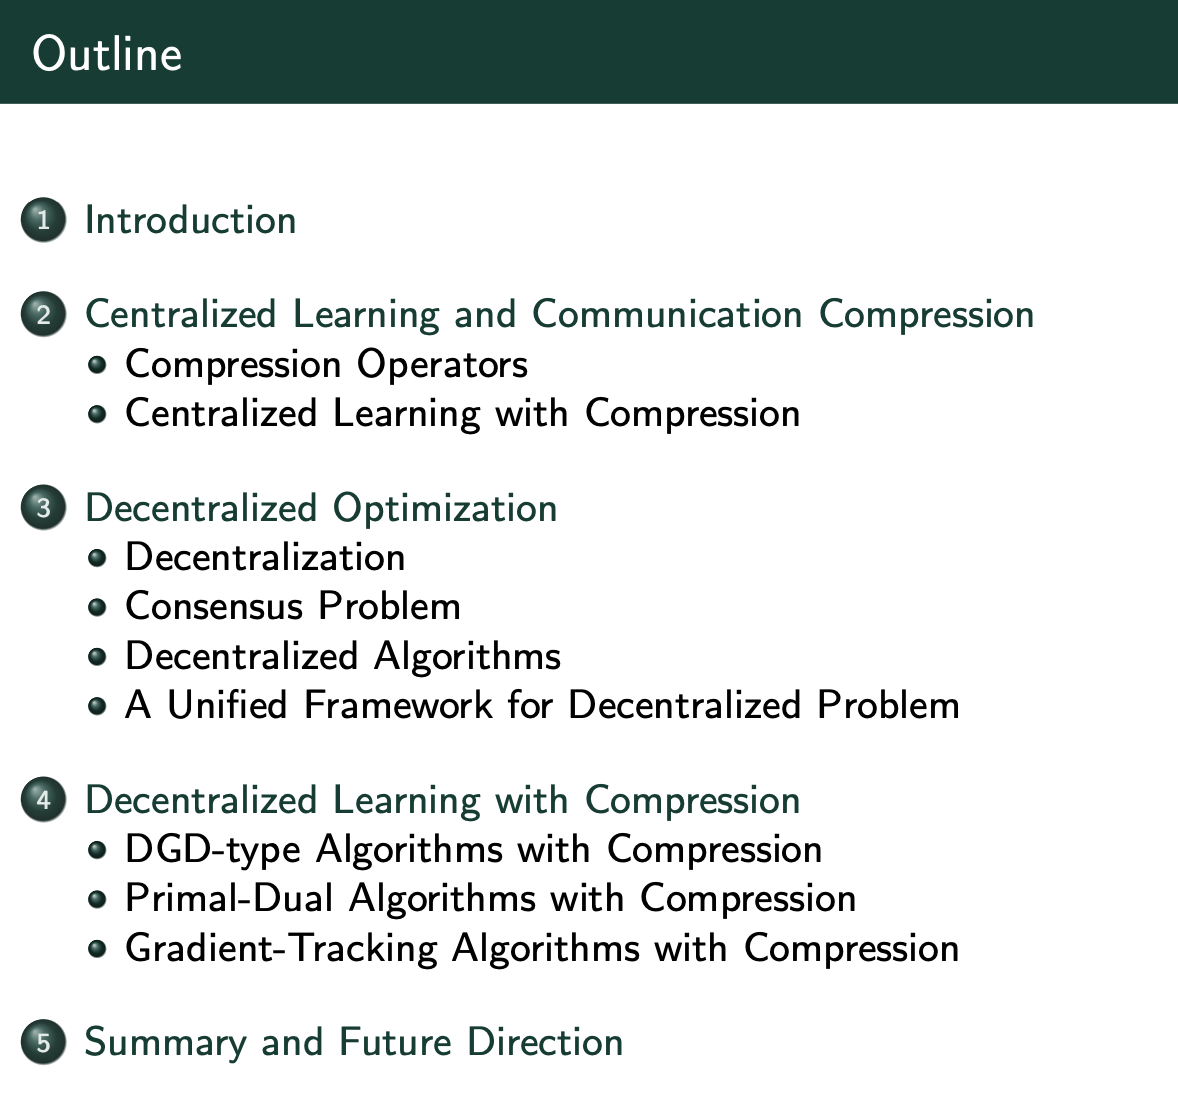 Outline
1 Introduction
2 Centralized Learning and Communication Compression
Compression Operators
Centralized Learning with Compression
3 Decentralized Optimization
Decentralization
Consensus Problem
Decentralized Algorithms
A Unified Framework for Decentralized Problem
4 Decentralized Learning with Compression
DGD-type Algorithms with Compression
Primal-Dual Algorithms with Compression
Gradient-Tracking Algorithms with Compression
5 Summary and Future Direction